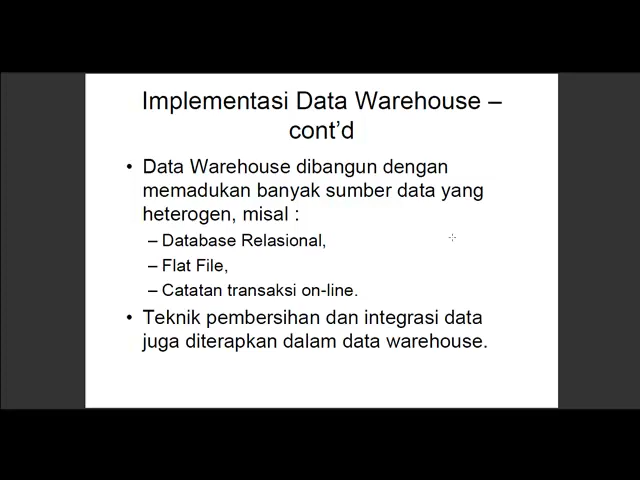 Implementasi Data Warehouse –
cont’d
• Data Warehouse dibangun dengan
memadukan banyak sumber data yang
heterogen, misal :
– Database Relasional,
– Flat File,
– Catatan transaksi on-line.
• Teknik pembersihan dan integrasi data
juga diterapkan dalam data warehouse.